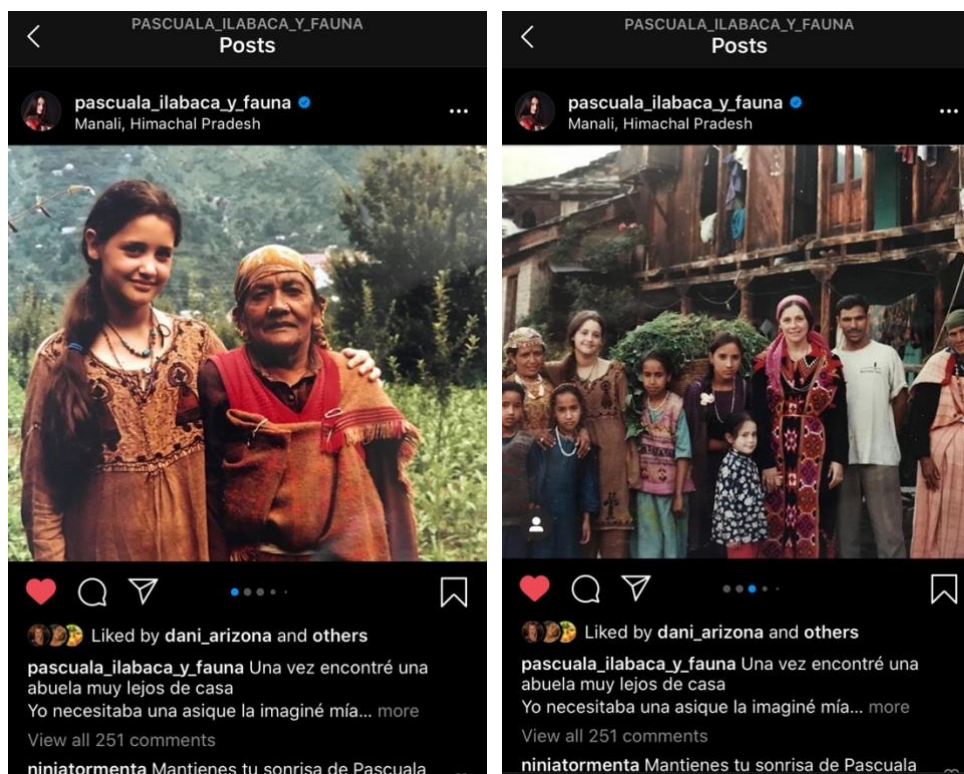 PASCUALA_ILABACA_Y_FAUNA
Posts
pascuala_ilabaca_y_fauna
Manali, Himachal Pradesh
Liked by dani_arizona and others
pascuala_ilabaca_y_fauna Una vez encontré una
abuela muy lejos de casa
Yo necesitaba una asique la imaginé mía... more
View all 251 comments
niniatormenta Mantienes tu sonrisa de Pascuala
PASCUALA_ILABACA_Y_FAUNA
Posts
pascuala_ilabaca_y_fauna
Manali, Himachal Pradesh
Liked by dani_arizona and others
pascuala_ilabaca_y_fauna Una vez encontré una
abuela muy lejos de casa
Yo necesitaba una asique la imaginé mía... more
View all 251 comments
niniatormenta Mantienes tu sonrisa de Pascuala